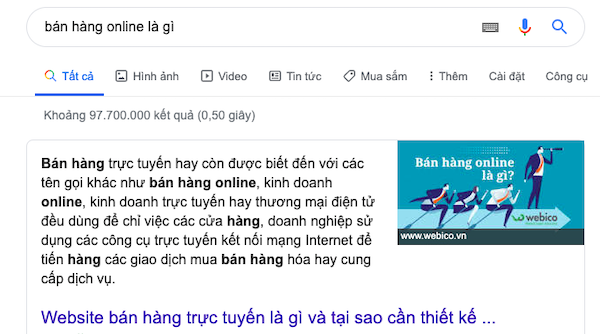 bán hàng online là gì
Tất cả Hình ảnh Video Tin tức Mua sắm Thêm Cài đặt Công cụ
Khoảng 97.700.000 kết quả (0,50 giây)
Bán hàng trực tuyến hay còn được biết đến với các
tên gọi khác như bán hàng online, kinh doanh
online, kinh doanh trực tuyến hay thương mại điện tử
đều dùng để chỉ việc các cửa hàng, doanh nghiệp sử
dụng các công cụ trực tuyến kết nối mạng Internet để
tiến hàng các giao dịch mua bán hàng hóa hay cung
cấp dịch vụ.
Bán hàng online
là gì?
webico
www.webico.vn
Website bán hàng trực tuyến là gì và tại sao cần thiết kế ...